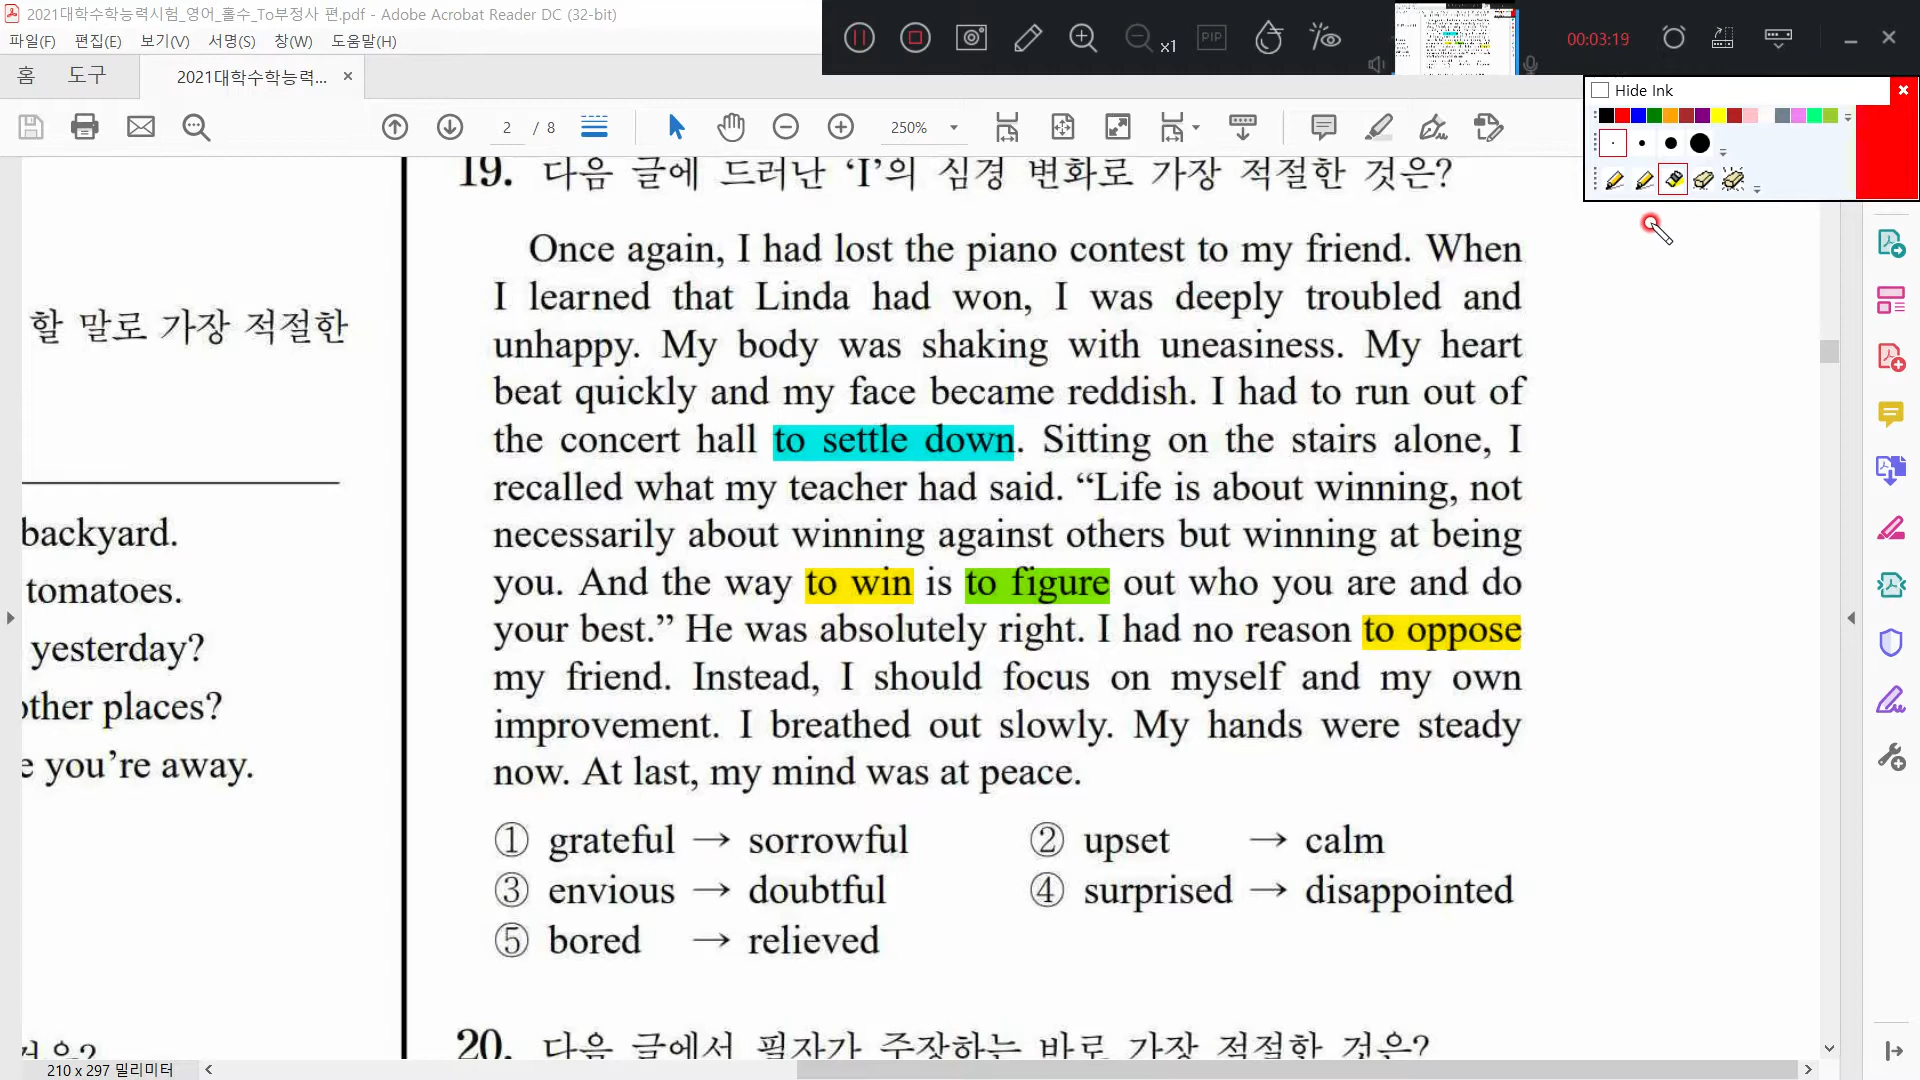 2021대학수학능력시험_영어_홀수_To부정사 편.pdf - Adobe Acrobat Reader DC (32-bit)
파일(F) 편집(E) 보기(V) 서명(S) 창(W) 도움말(H)
x1 PIP 00:03:19
홈 도구 2021대학수학능력... ×
Hide Ink
2 / 8 250%
19. 다음 글에 드러난 ‘I’의 심경 변화로 가장 적절한 것은?
Once again, I had lost the piano contest to my friend. When
I learned that Linda had won, I was deeply troubled and
unhappy. My body was shaking with uneasiness. My heart
beat quickly and my face became reddish. I had to run out of
the concert hall to settle down. Sitting on the stairs alone, I
recalled what my teacher had said. “Life is about winning, not
necessarily about winning against others but winning at being
you. And the way to win is to figure out who you are and do
your best.” He was absolutely right. I had no reason to oppose
my friend. Instead, I should focus on myself and my own
improvement. I breathed out slowly. My hands were steady
now. At last, my mind was at peace.
① grateful → sorrowful ② upset → calm
③ envious → doubtful ④ surprised → disappointed
⑤ bored → relieved
20. 다음 글에서 필자가 주장하는 바로 가장 적절한 것은?
할 말로 가장 적절한
backyard.
tomatoes.
yesterday?
other places?
e you’re away.
것은?
210 x 297 밀리미터